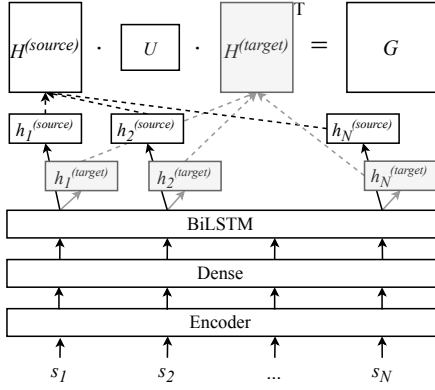 H(source) · U · H(target) T = G
h1(source) h2(source) hN(source)
h1(target) h2(target) hN(target)
BiLSTM
Dense
Encoder
s1 s2 ... sN